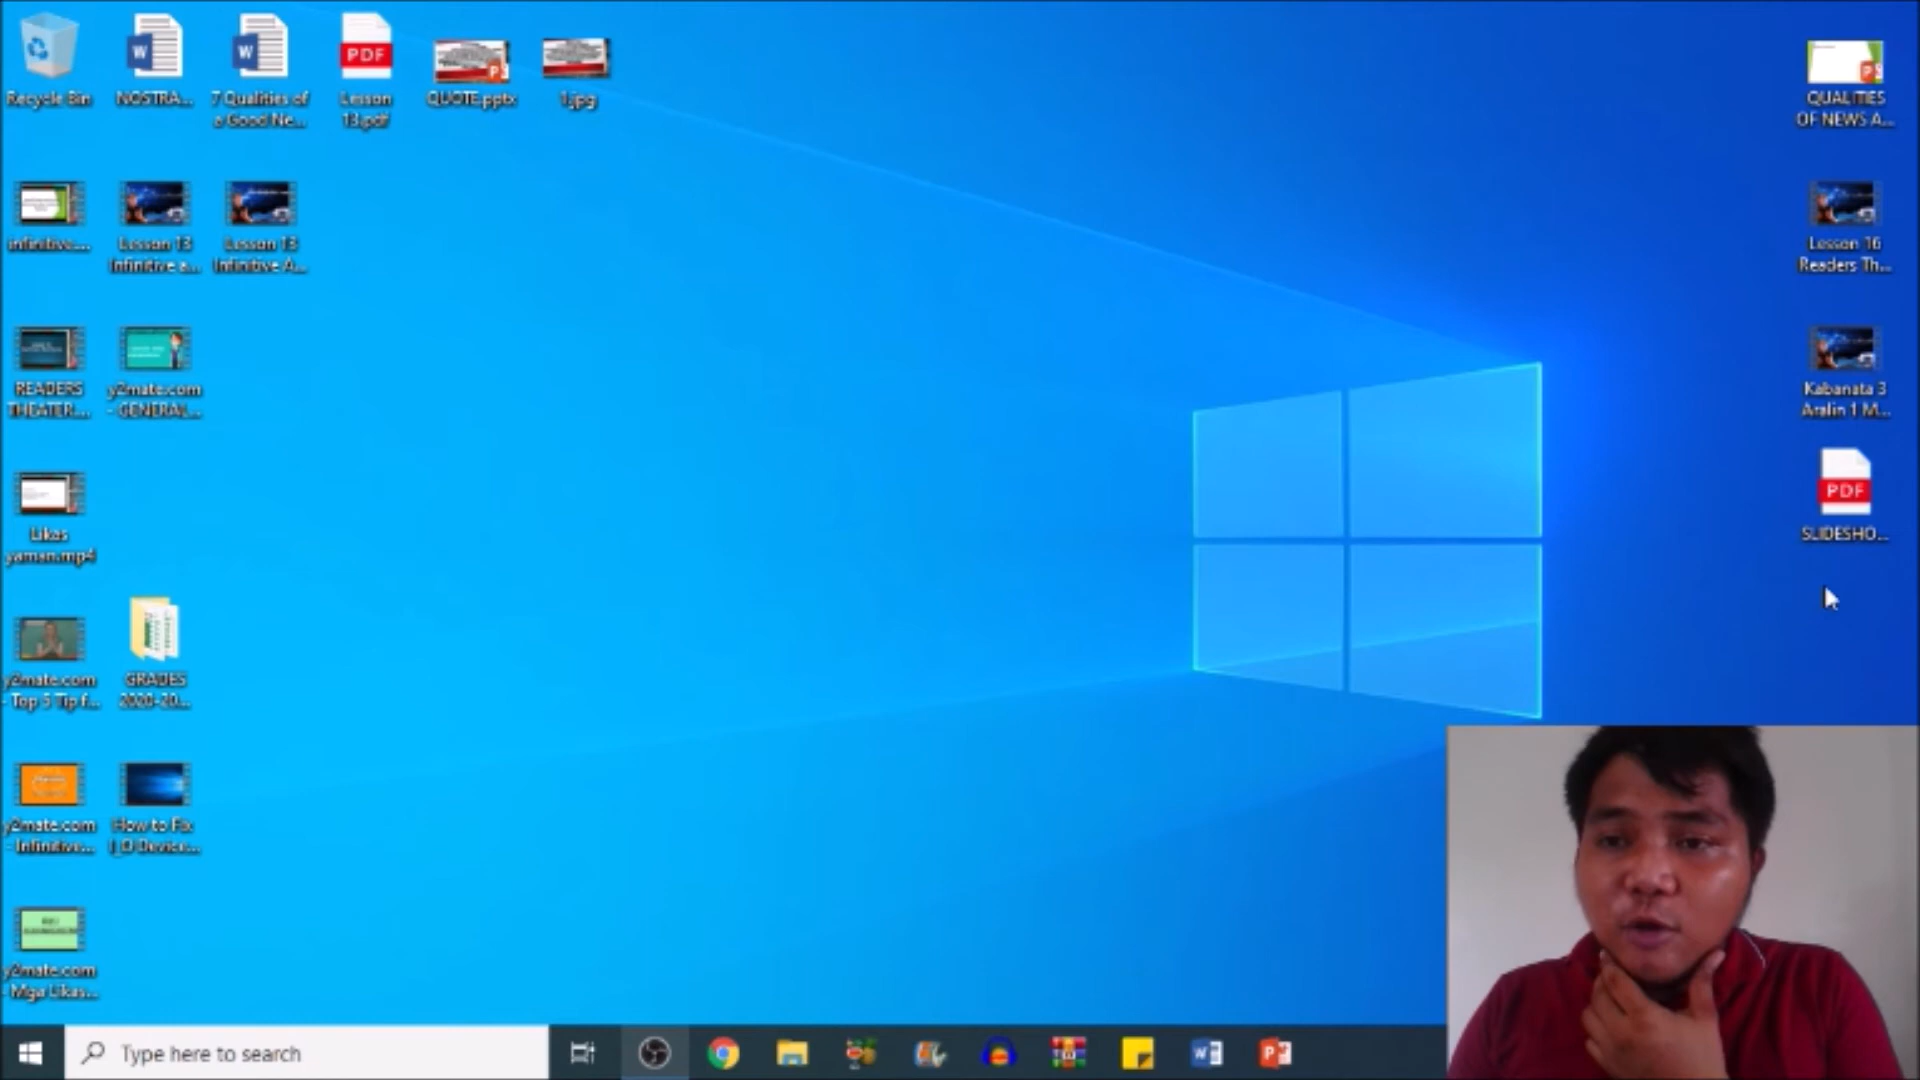 Recycle Bin
NOSTRA...
7 Qualities of
a Good Ne...
Lesson
13.pdf
QUOTE.pptx
1.jpg
infinitive....
Lesson 13
Infinitive a...
Lesson 13
Infinitive A...
READERS
THEATER....
y2mate.com
- GENERAL...
Likas
yaman.mp4
y2mate.com
- Top 5 Tip f...
GRADES
2020-20...
y2mate.com
- Infinitive...
How to Fix
I_O Device...
y2mate.com
- Mga Likas...
QUALITIES
OF NEWS A...
Lesson 16
Readers Th...
Kabanata 3
Aralin 1 M...
PDF
PDF
SLIDESHO...
Type here to search